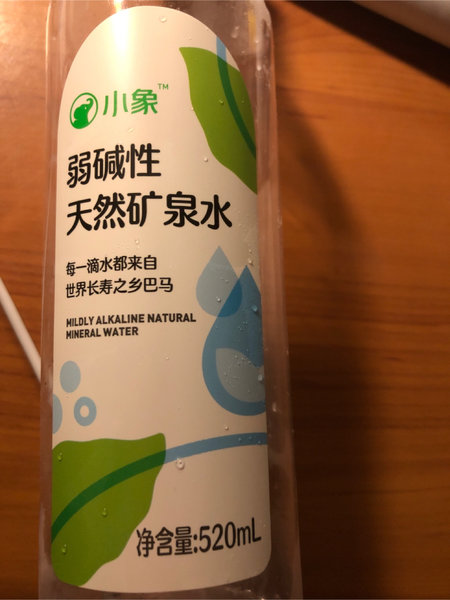 小象™
弱碱性
天然矿泉水
每一滴水都来自
世界长寿之乡巴马
MILDLY ALKALINE NATURAL
MINERAL WATER
净含量:520mL